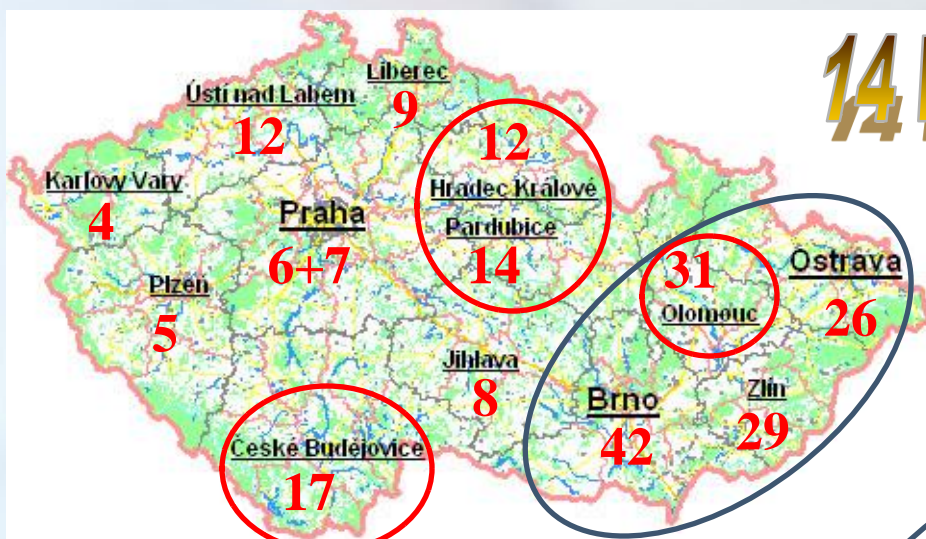 14
Liberec
9
Ústí nad Labem
12
12
Karlovy Vary
4
Hradec Králové
Praha
6+7
Pardubice
14
Plzeň
5
31
Olomouc
Ostrava
26
Jihlava
8
Brno
42
Zlín
29
České Budějovice
17